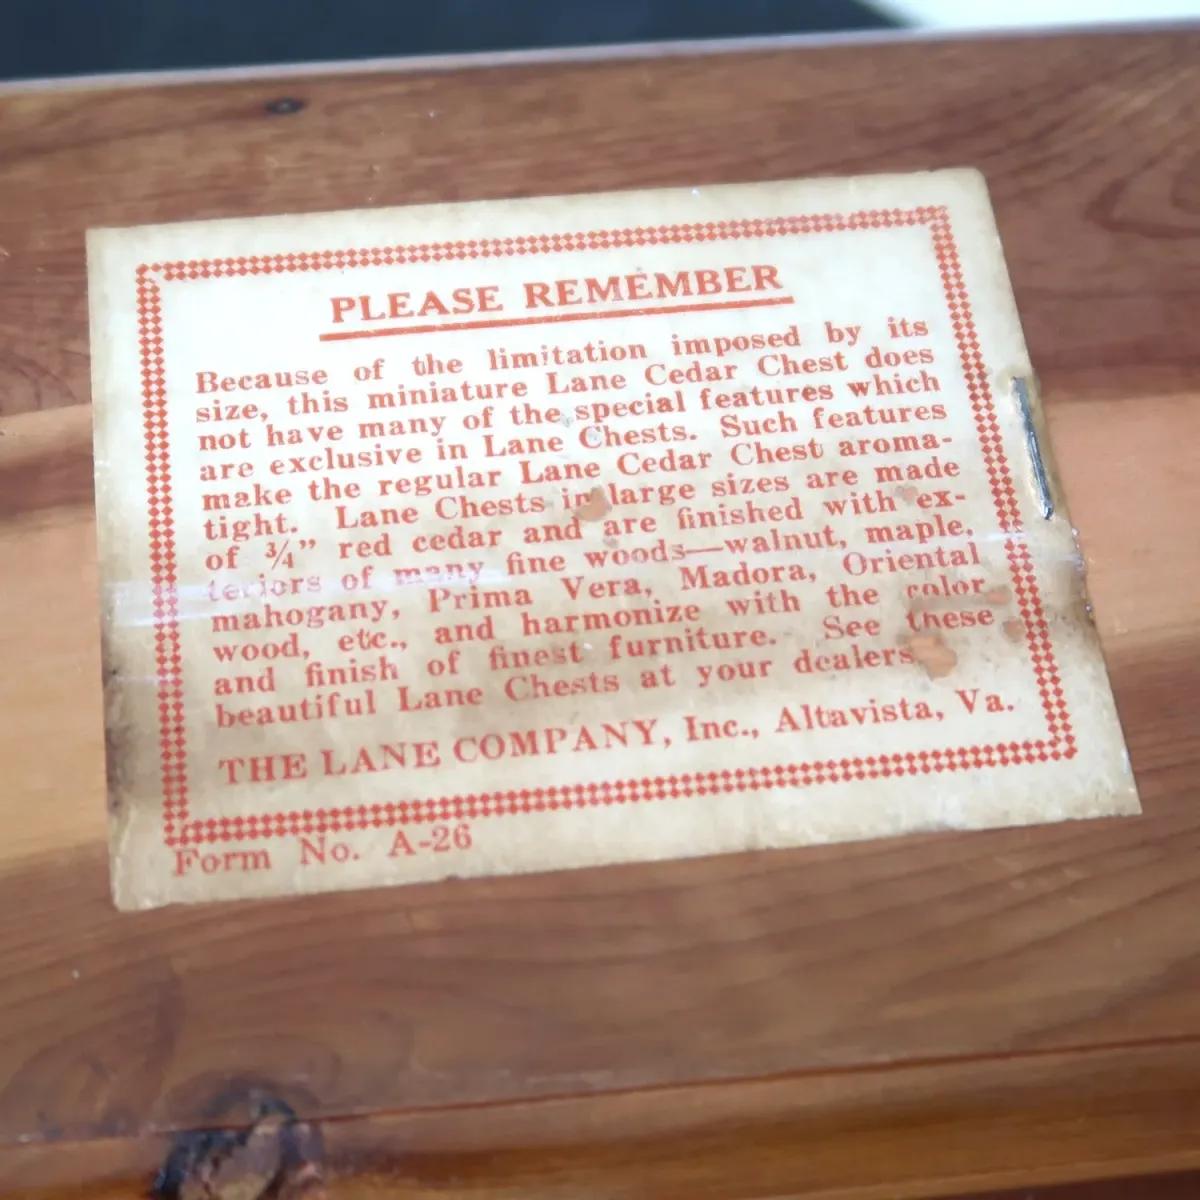 PLEASE REMEMBER
Because of the limitation imposed by its
size, this miniature Lane Cedar Chest does
not have many of the special features which
are exclusive in Lane Chests. Such features
make the regular Lane Cedar Chest aroma-
tight. Lane Chests in large sizes are made
of ¾” red cedar and are finished with ex-
teriors of many fine woods—walnut, maple,
mahogany, Prima Vera, Madora, Oriental
wood, etc., and harmonize with the color
and finish of finest furniture. See these
beautiful Lane Chests at your dealers
THE LANE COMPANY, Inc., Altavista, Va.
Form No. A-26